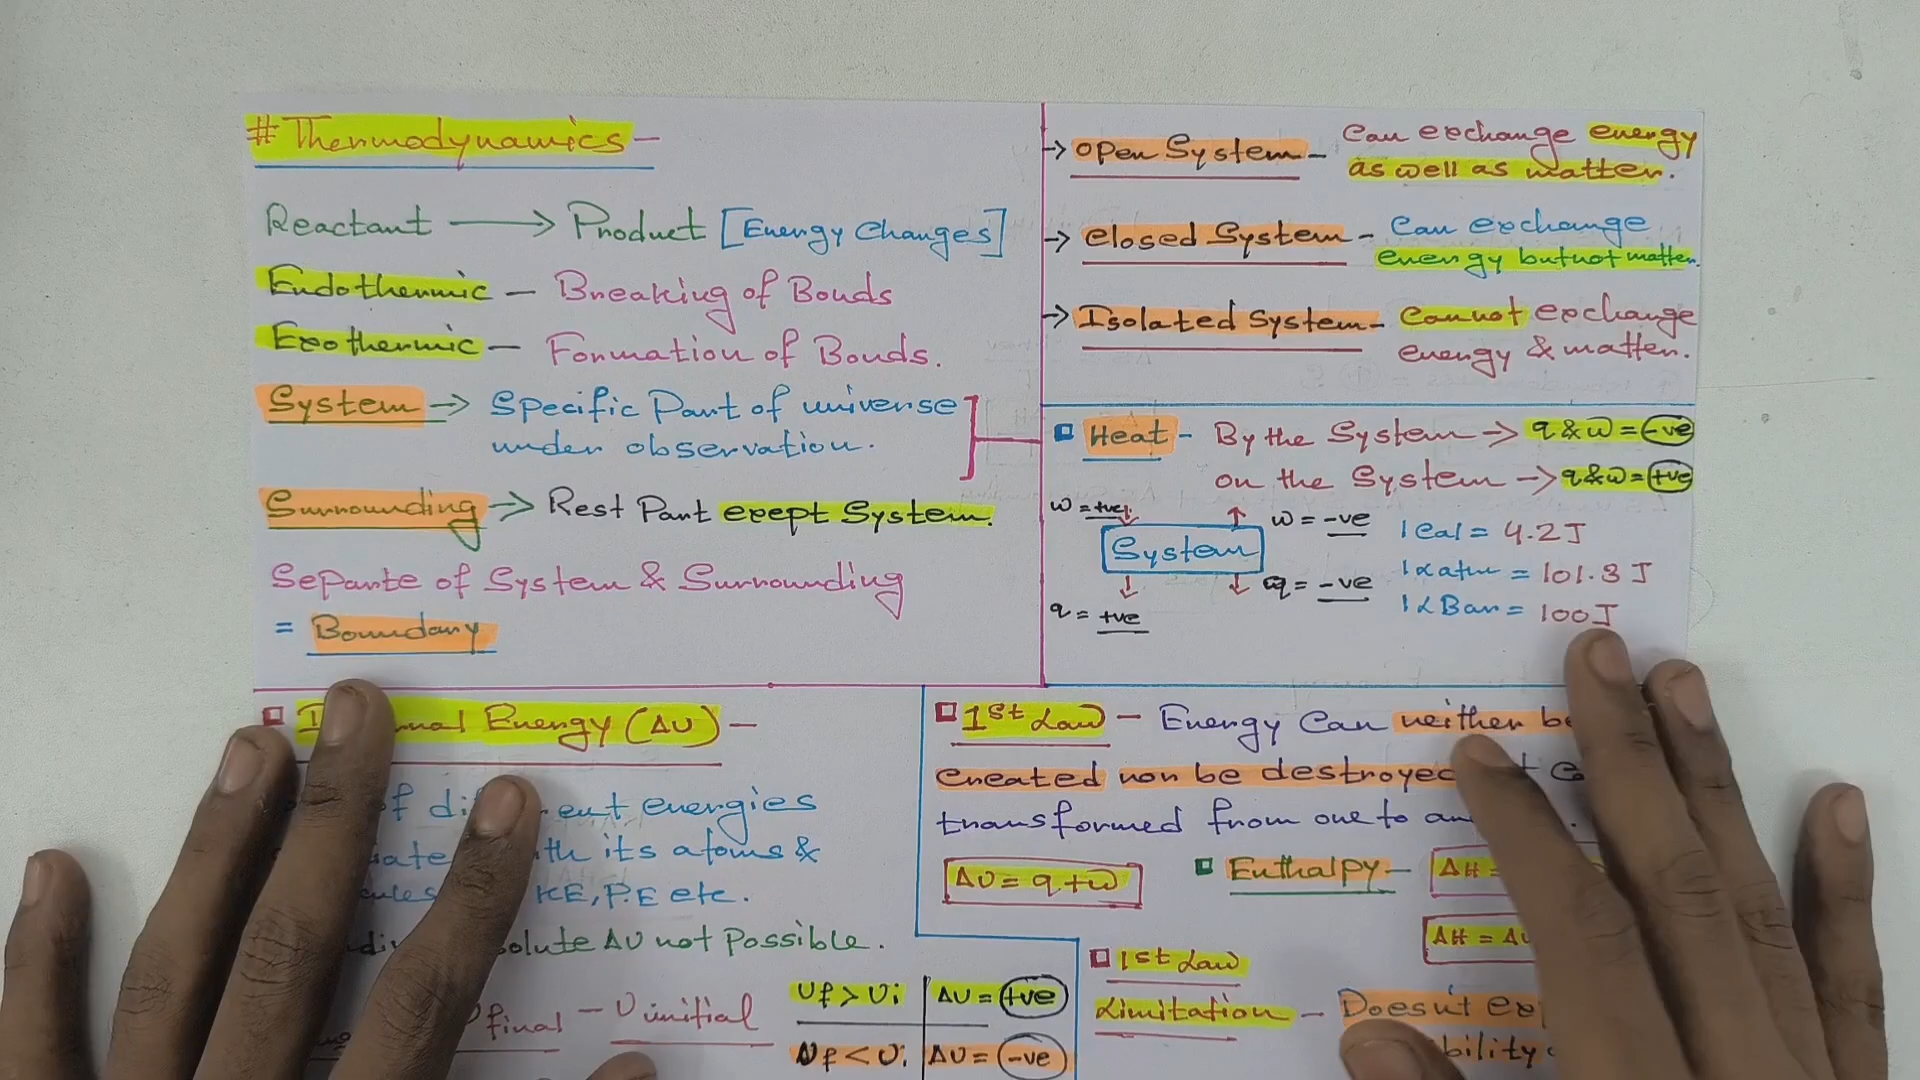 # Thermodynamics –
Reactant → Product [Energy Changes]
Endothermic – Breaking of Bonds
Exothermic – Formation of Bonds.
System → Specific Part of universe
under observation.
Surrounding → Rest Part exept System.
Separte of System & Surrounding
= Boundary
→ Open System – Can exchange energy
as well as matter.
→ Closed System – Can exchange
energy but not matter.
→ Isolated System – Cannot exchange
energy & matter.
Heat – By the System → q & w = -ve
on the System → q & w = +ve
w = +ve
w = -ve
System
q = +ve
q = -ve
1 Cal = 4.2 J
1 L atm = 101.3 J
1 L Bar = 100 J
Energy (ΔU) –
energies
its atoms &
KE, P.E etc.
ΔU not Possible.
final – U initial
Uf > Ui ΔU = +ve
Uf < Ui ΔU = -ve
1st Law – Energy Can neither be
created nor be destroyed
transformed from one to
ΔU = q + w
Enthalpy – ΔH =
ΔH =
1st Law
Limitation – Doesn't